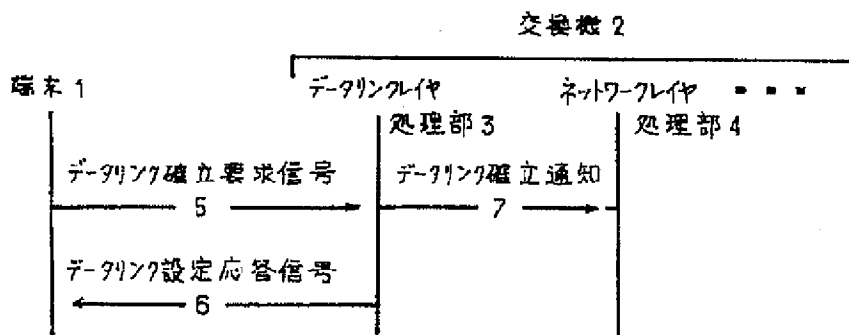 交換機2
端末1
データリンクレイヤ
処理部3
ネットワークレイヤ
処理部4
データリンク確立要求信号
5
データリンク確立通知
7
データリンク設定応答信号
6